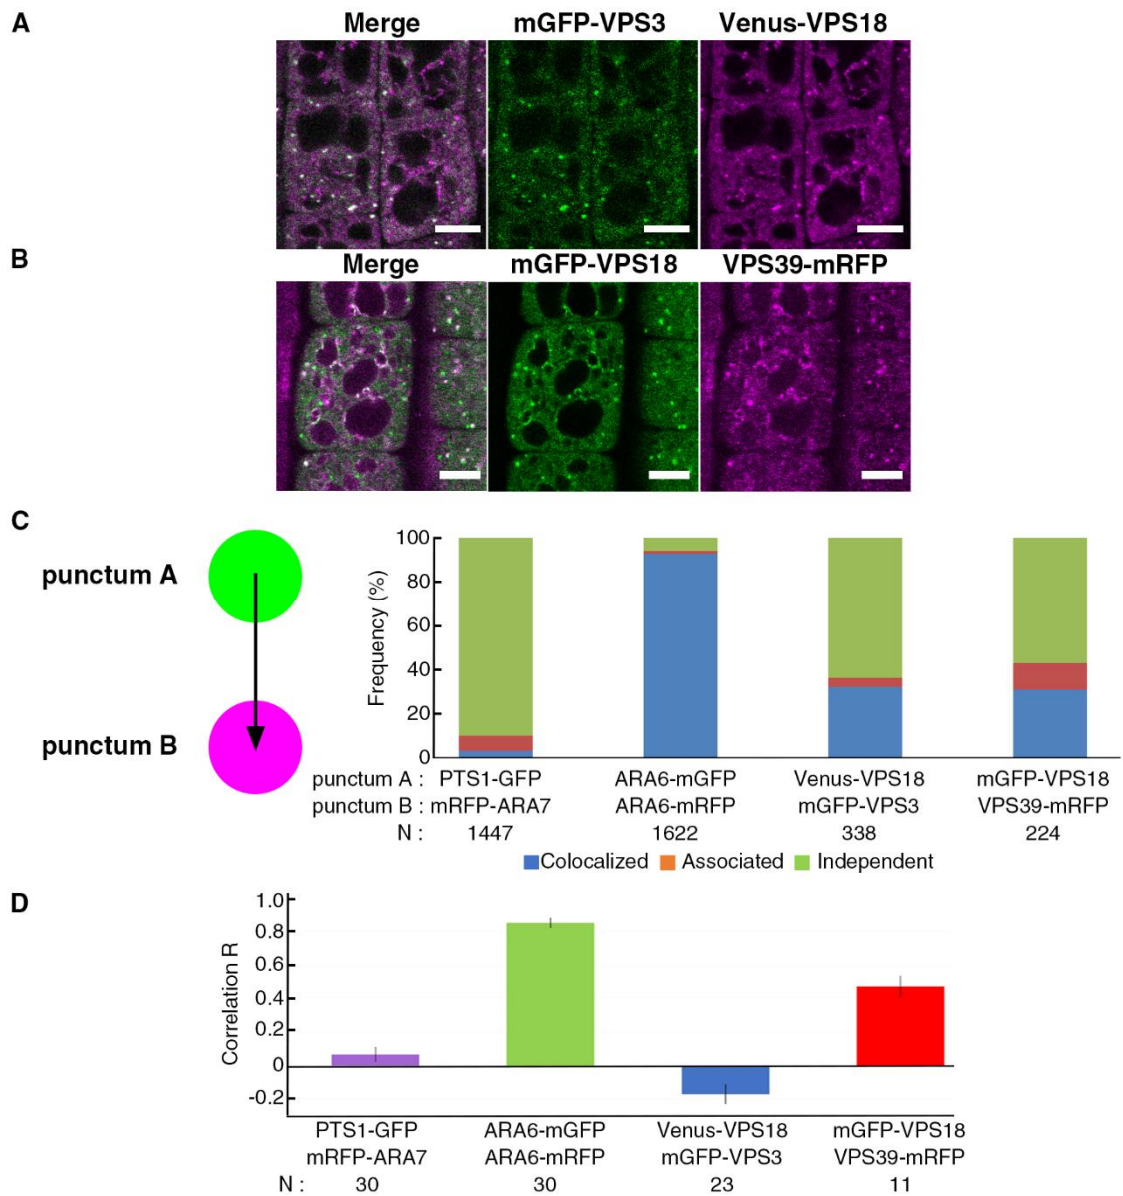 A
Merge mGFP-VPS3 Venus-VPS18
B
Merge mGFP-VPS18 VPS39-mRFP
C
punctum A
punctum B
Frequency (%)
100
80
60
40
20
0
punctum A : PTS1-GFP ARA6-mGFP Venus-VPS18 mGFP-VPS18
punctum B : mRFP-ARA7 ARA6-mRFP mGFP-VPS3 VPS39-mRFP
N : 1447 1622 338 224
Colocalized Associated Independent
D
Correlation R
1.0
0.8
0.6
0.4
0.2
0
-0.2
PTS1-GFP ARA6-mGFP Venus-VPS18 mGFP-VPS18
mRFP-ARA7 ARA6-mRFP mGFP-VPS3 VPS39-mRFP
N : 30 30 23 11